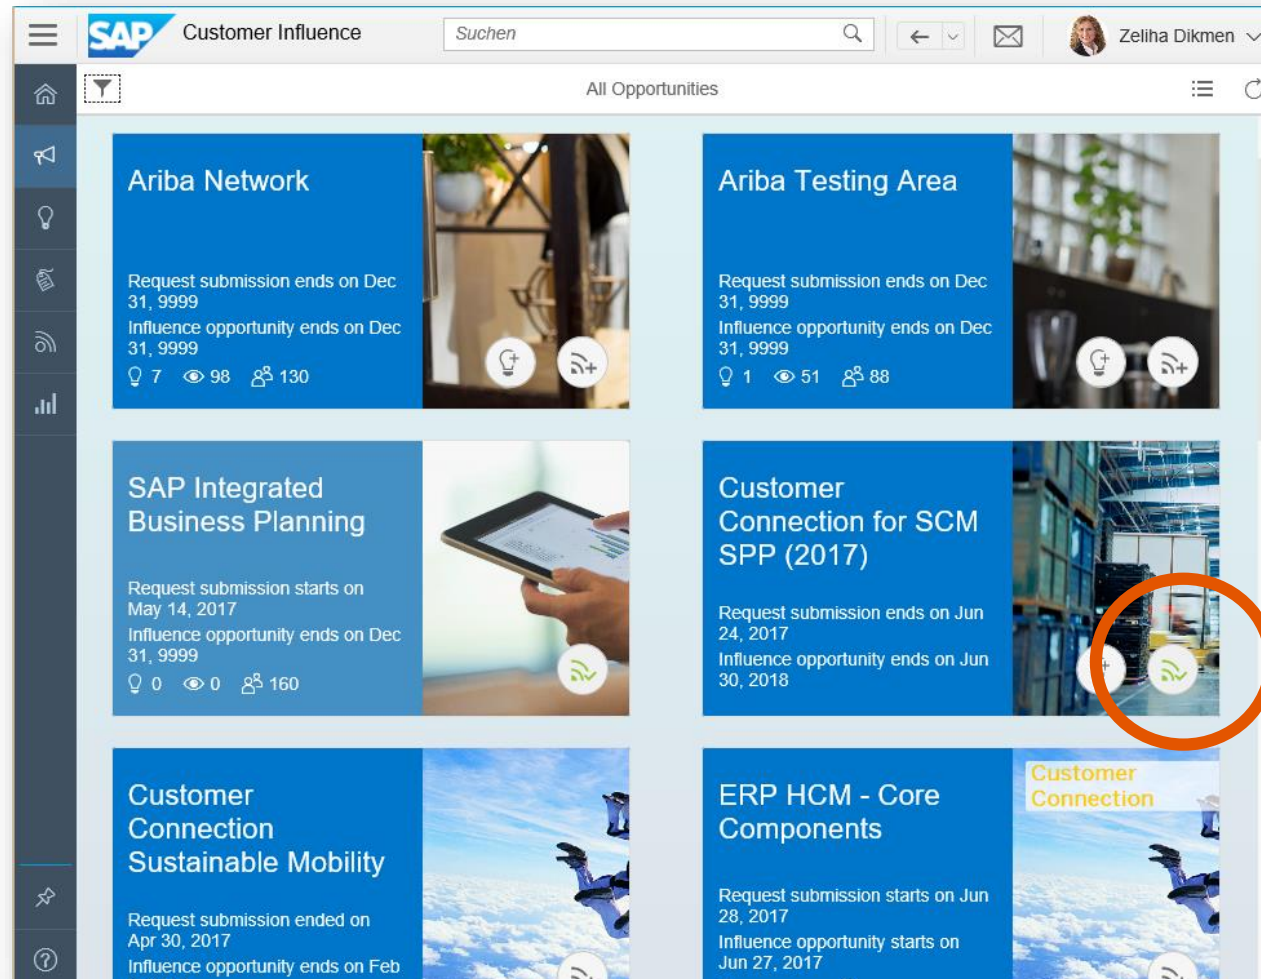 SAP
Customer Influence
Suchen
Zeliha Dikmen
All Opportunities
Ariba Network
Request submission ends on Dec
31, 9999
Influence opportunity ends on Dec
31, 9999
7 98 130
Ariba Testing Area
Request submission ends on Dec
31, 9999
Influence opportunity ends on Dec
31, 9999
1 51 88
SAP Integrated
Business Planning
Request submission starts on
May 14, 2017
Influence opportunity ends on Dec
31, 9999
0 0 160
Customer
Connection for SCM
SPP (2017)
Request submission ends on Jun
24, 2017
Influence opportunity ends on Jun
30, 2018
Customer
Connection
Sustainable Mobility
Request submission ended on
Apr 30, 2017
Influence opportunity ends on Feb
ERP HCM - Core
Components
Request submission starts on Jun
28, 2017
Influence opportunity starts on
Jun 27, 2017
Customer
Connection